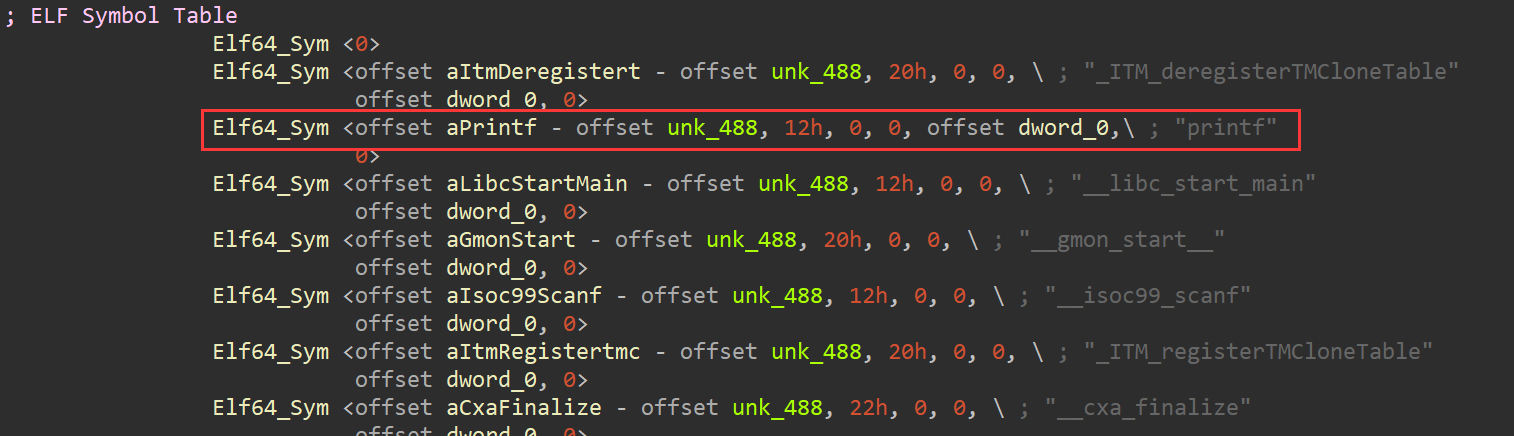 ; ELF Symbol Table
Elf64_Sym <0>
Elf64_Sym <offset aItmDeregistert - offset unk_488, 20h, 0, 0, \ ; "_ITM_deregisterTMCloneTable"
offset dword_0, 0>
Elf64_Sym <offset aPrintf - offset unk_488, 12h, 0, 0, offset dword_0,\ ; "printf"
0>
Elf64_Sym <offset aLibcStartMain - offset unk_488, 12h, 0, 0, \ ; "__libc_start_main"
offset dword_0, 0>
Elf64_Sym <offset aGmonStart - offset unk_488, 20h, 0, 0, \ ; "__gmon_start__"
offset dword_0, 0>
Elf64_Sym <offset aIsoc99Scanf - offset unk_488, 12h, 0, 0, \ ; "__isoc99_scanf"
offset dword_0, 0>
Elf64_Sym <offset aItmRegistertmc - offset unk_488, 20h, 0, 0, \ ; "_ITM_registerTMCloneTable"
offset dword_0, 0>
Elf64_Sym <offset aCxaFinalize - offset unk_488, 22h, 0, 0, \ ; "__cxa_finalize"
offset dword_0, 0>